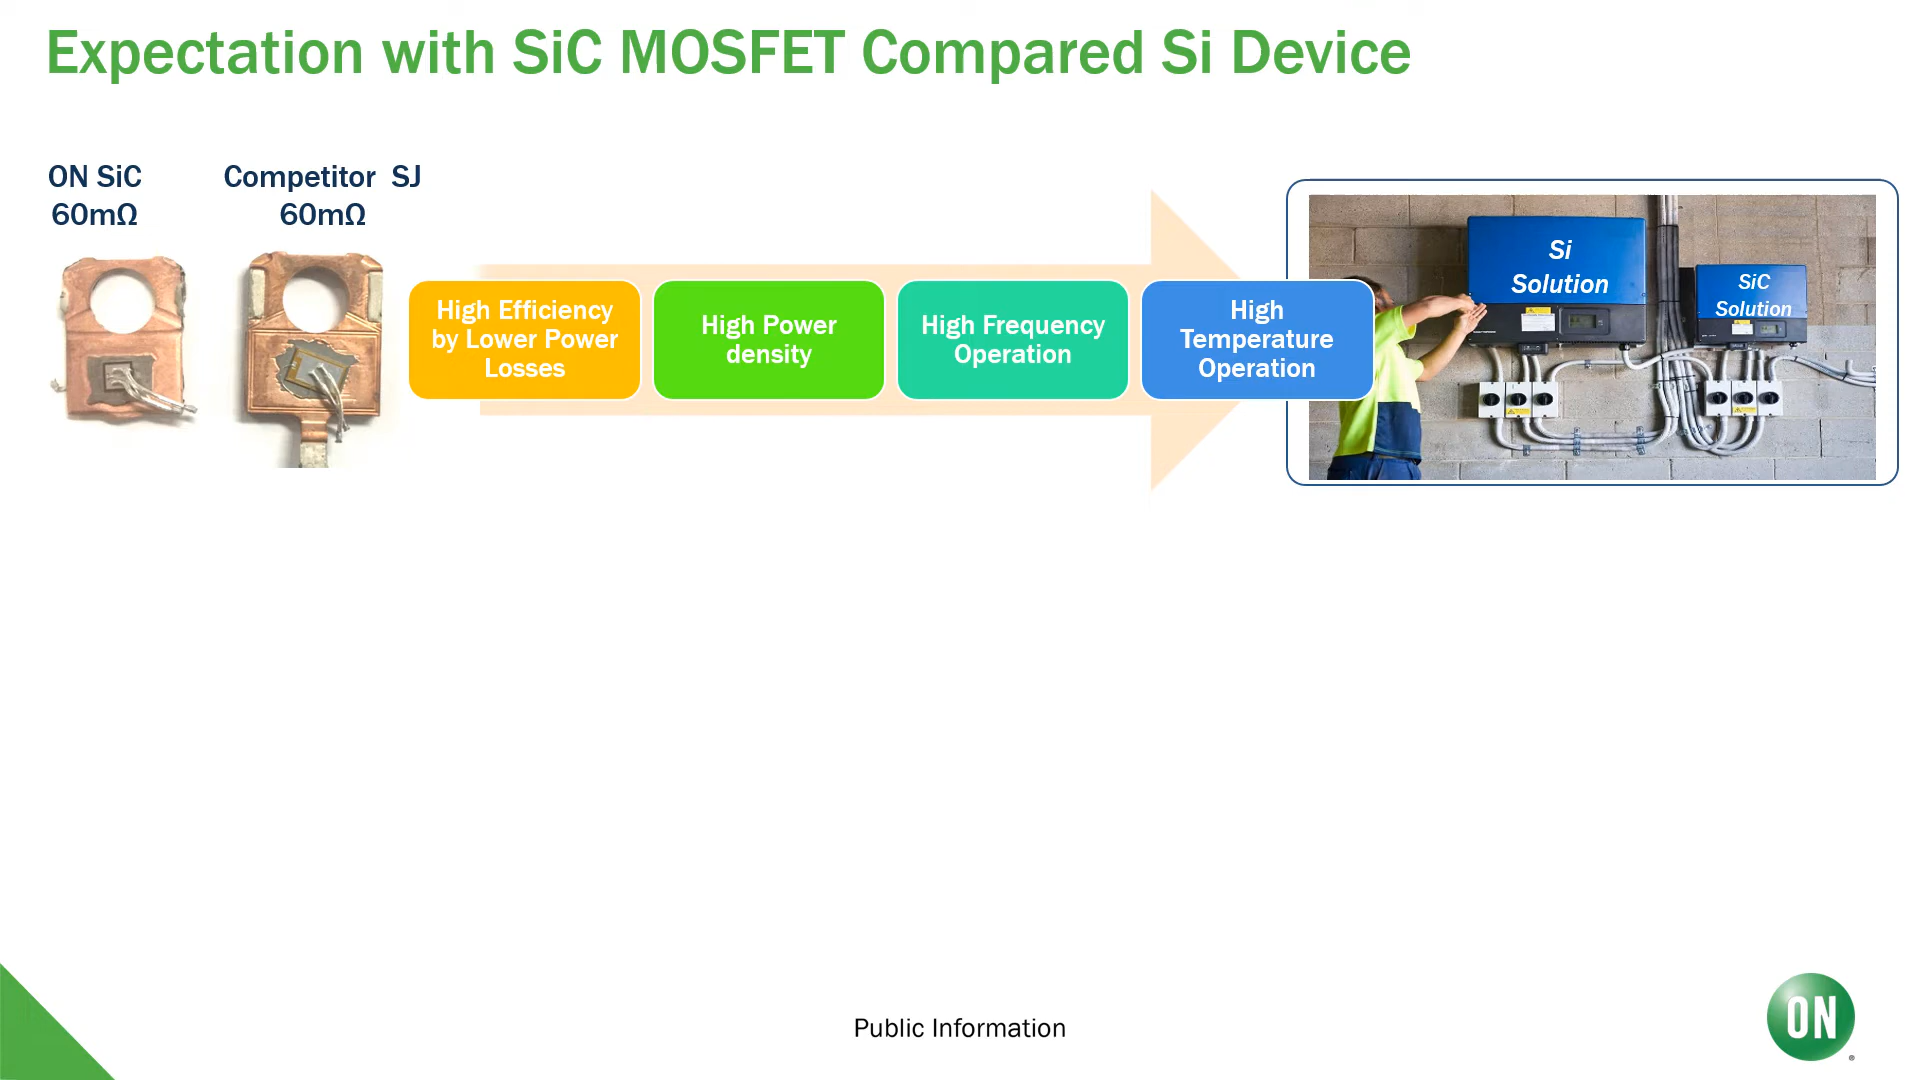 Expectation with SiC MOSFET Compared Si Device
ON SiC
60mΩ
Competitor SJ
60mΩ
High Efficiency
by Lower Power
Losses
High Power
density
High Frequency
Operation
High
Temperature
Operation
Si
Solution
SiC
Solution
Public Information
ON